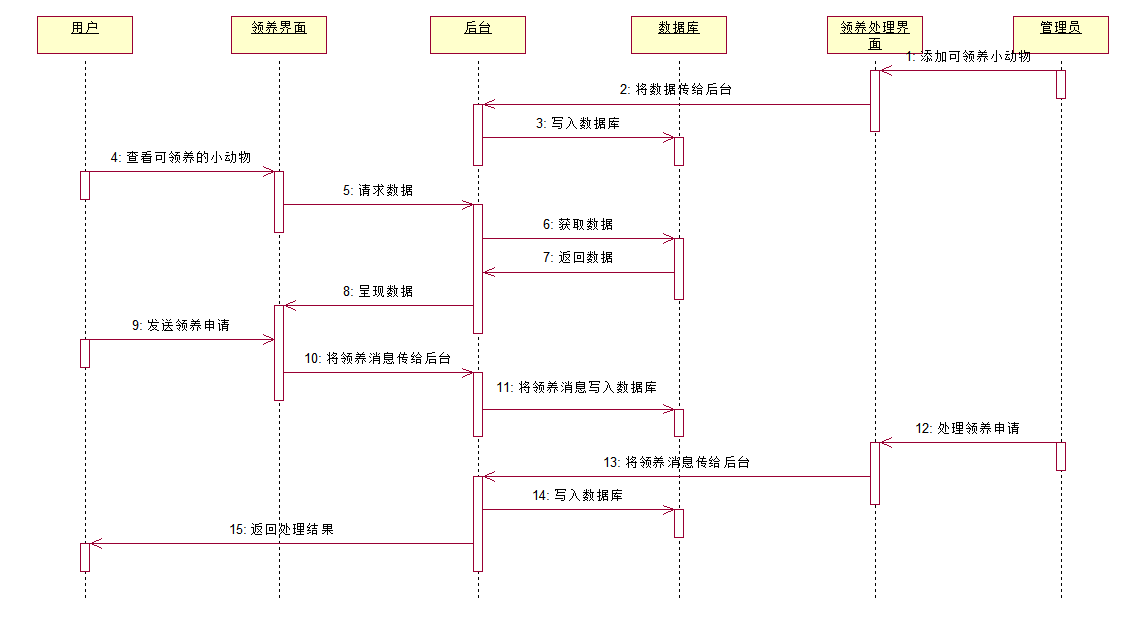 用户
领养界面
后台
数据库
领养处理界
面
管理员
1: 添加可领养小动物
2: 将数据传给后台
3: 写入数据库
4: 查看可领养的小动物
5: 请求数据
6: 获取数据
7: 返回数据
8: 呈现数据
9: 发送领养申请
10: 将领养消息传给后台
11: 将领养消息写入数据库
12: 处理领养申请
13: 将领养消息传给后台
14: 写入数据库
15: 返回处理结果